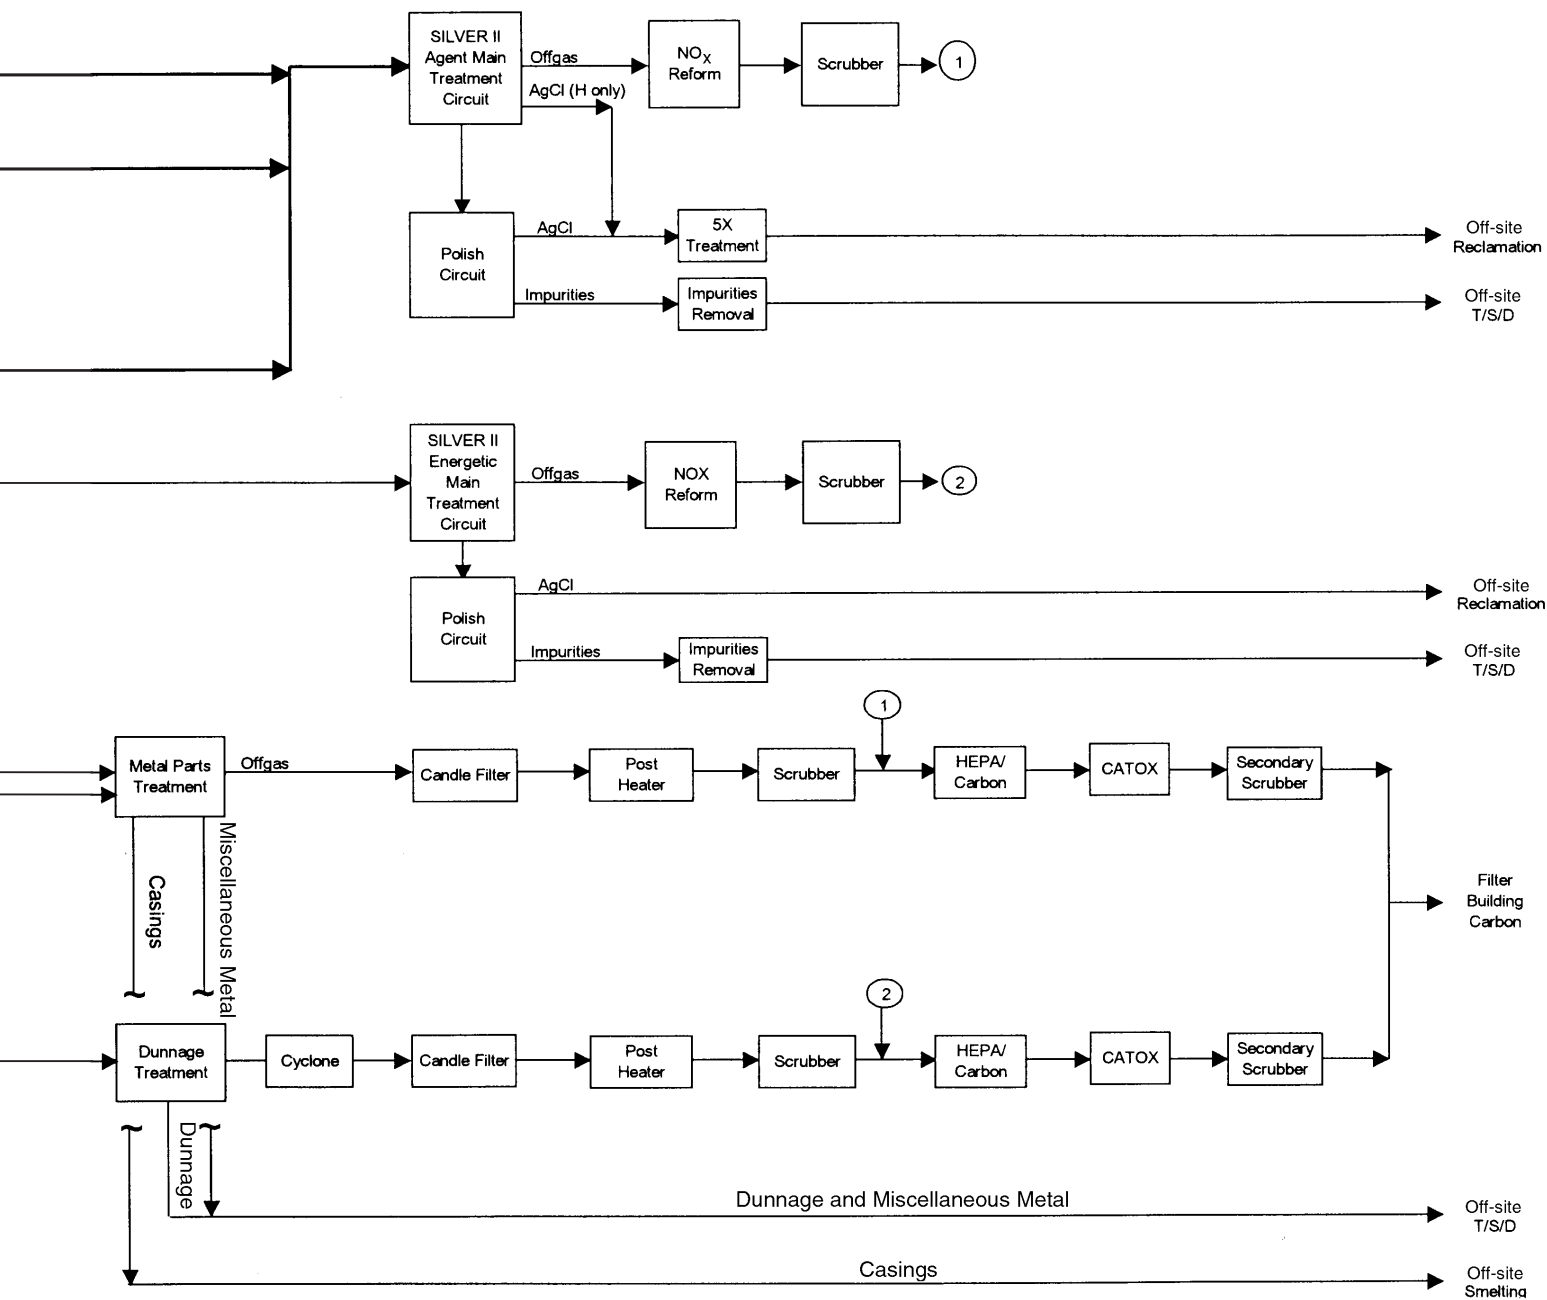 SILVER II
Agent Main
Treatment
Circuit
Offgas
AgCl (H only)
NOX
Reform
Scrubber
1
Polish
Circuit
AgCl
5X
Treatment
Off-site
Reclamation
Impurities
Impurities
Removal
Off-site
T/S/D
SILVER II
Energetic
Main
Treatment
Circuit
Offgas
NOX
Reform
Scrubber
2
Polish
Circuit
AgCl
Off-site
Reclamation
Impurities
Impurities
Removal
Off-site
T/S/D
1
Metal Parts
Treatment
Offgas
Candle Filter
Post
Heater
Scrubber
HEPA/
Carbon
CATOX
Secondary
Scrubber
Casings
Miscellaneous Metal
Filter
Building
Carbon
2
Dunnage
Treatment
Cyclone
Candle Filter
Post
Heater
Scrubber
HEPA/
Carbon
CATOX
Secondary
Scrubber
Dunnage
Dunnage and Miscellaneous Metal
Off-site
T/S/D
Casings
Off-site
Smelting